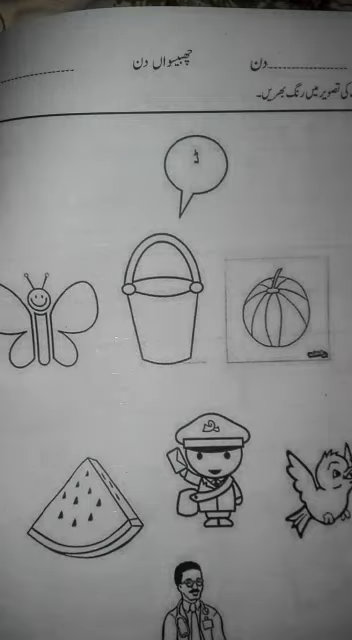 دن............ چھبیسواں دن ............
کی تصویر میں رنگ بھریں۔
ڈ